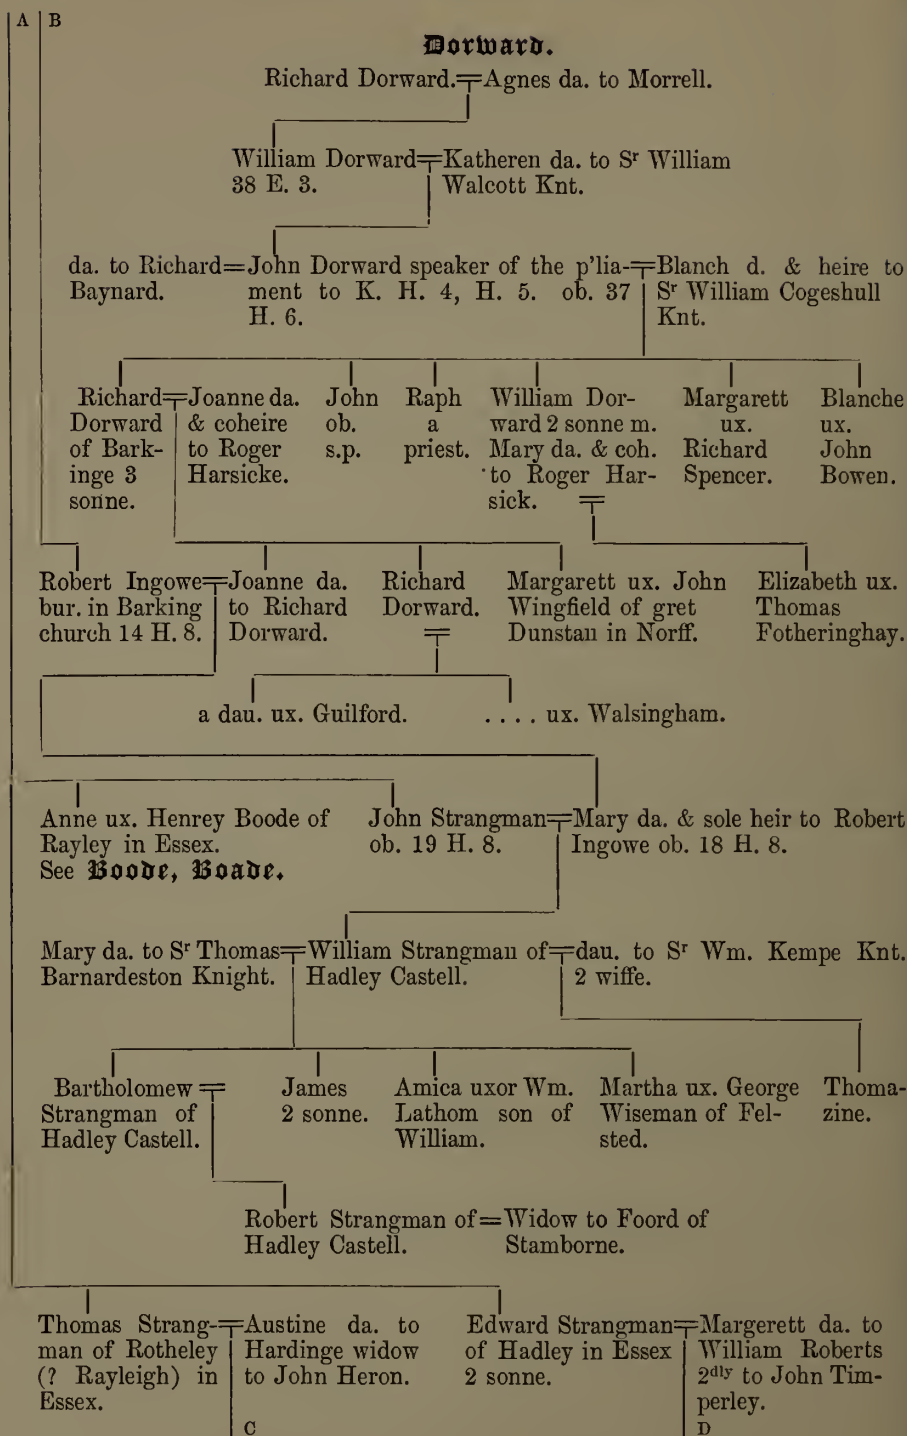 A B
Dorward.
Richard Dorward. Agnes da. to Morrell.
William Dorward Katheren da. to Sr William
38 E. 3. Walcott Knt.
da. to Richard=John Dorward speaker of the p'lia- Blanch d. & heire to
Baynard. ment to K. H. 4, H. 5. ob. 37 Sr William Cogeshull
H. 6. Knt.
Richard Joanne da. John Raph William Dor- Margarett Blanche
Dorward & coheire ob. a ward 2 sonne m. ux. ux.
of Bark- to Roger s.p. priest. Mary da. & coh. Richard John
inge 3 Harsicke. to Roger Har- Spencer. Bowen.
sonne. sick.
Robert Ingowe Joanne da. Richard Margarett ux. John Elizabeth ux.
bur. in Barking to Richard Dorward. Wingfield of gret Thomas
church 14 H. 8. Dorward. Dunstan in Norff. Fotheringhay.
a dau. ux. Guilford. .... ux. Walsingham.
Anne ux. Henrey Boode of John Strangman Mary da. & sole heir to Robert
Rayley in Essex. ob. 19 H. 8. Ingowe ob. 18 H. 8.
See Boode, Boade.
Mary da. to Sr Thomas William Strangman of dau. to Sr Wm. Kempe Knt.
Barnardeston Knight. Hadley Castell. 2 wiffe.
Bartholomew James Amica uxor Wm. Martha ux. George Thoma-
Strangman of 2 sonne. Lathom son of Wiseman of Fel- zine.
Hadley Castell. William. sted.
Robert Strangman of=Widow to Foord of
Hadley Castell. Stamborne.
Thomas Strang- Austine da. to Edward Strangman Margerett da. to
man of Rotheley Hardinge widow of Hadley in Essex William Roberts
(? Rayleigh) in to John Heron. 2 sonne. 2dly to John Tim-
Essex. perley.
C D